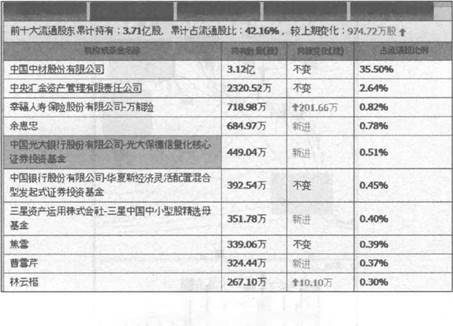 前十大流通股东累计持有：3.71亿股，累计占流通股比：42.16%，较上期变化：974.72万股⬆
机构或基金名称 持有数量(股) 持股变化(股) 占流通股比例
中国中材股份有限公司 3.12亿 不变 35.50%
中央汇金资产管理有限责任公司 2320.52万 不变 2.64%
幸福人寿保险股份有限公司-万能险 718.98万 ⬆201.66万 0.82%
余惠忠 684.97万 新进 0.78%
中国光大银行股份有限公司-光大保德信量化核心
证券投资基金 449.04万 新进 0.51%
中国银行股份有限公司-华夏新经济灵活配置混合
型发起式证券投资基金 392.54万 不变 0.45%
三星资产运用株式会社-三星中国中小型股精选母
基金 351.78万 新进 0.40%
焦雪 339.06万 不变 0.39%
曹雪芹 324.44万 新进 0.37%
林云楷 267.10万 ⬆10.10万 0.30%